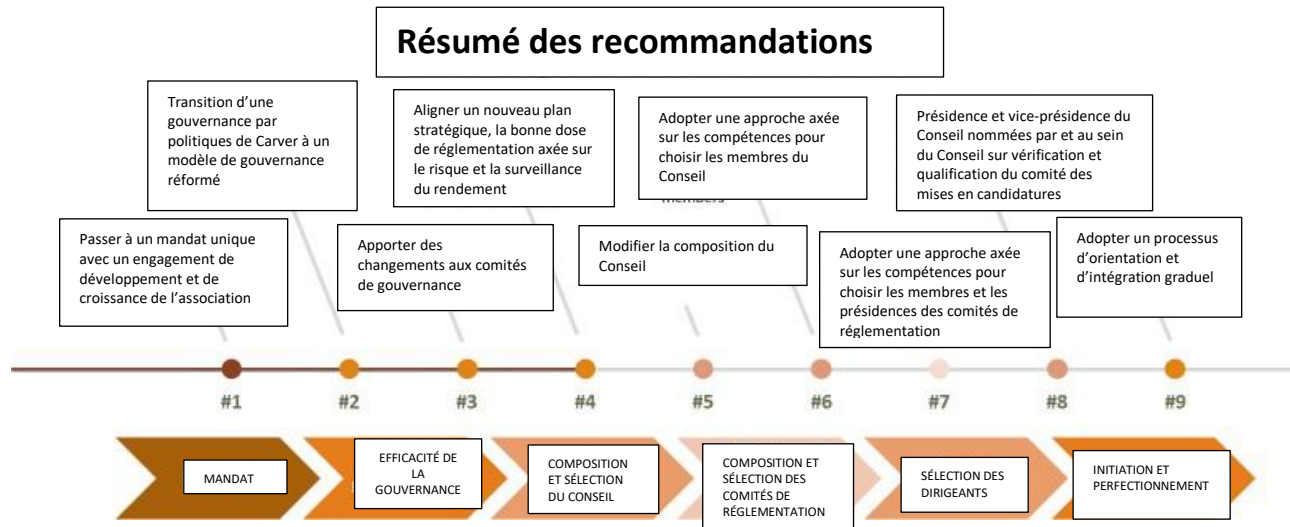 Résumé des recommandations
Transition d’une
gouvernance par
politiques de Carver à un
modèle de gouvernance
réformé
Aligner un nouveau plan
stratégique, la bonne dose
de réglementation axée sur
le risque et la surveillance
du rendement
Adopter une approche axée
sur les compétences pour
choisir les membres du
Conseil
Présidence et vice-présidence du
Conseil nommées par et au sein
du Conseil sur vérification et
qualification du comité des
mises en candidatures
members
Passer à un mandat unique
avec un engagement de
développement et de
croissance de l’association
Apporter des
changements aux comités
de gouvernance
Modifier la composition du
Conseil
Adopter une approche axée
sur les compétences pour
choisir les membres et les
présidences des comités de
réglementation
Adopter un processus
d’orientation et
d’intégration graduel
#1
#2
#3
#4
#5
#6
#7
#8
#9
MANDAT
EFFICACITÉ DE
LA
GOUVERNANCE
COMPOSITION
ET SÉLECTION
DU CONSEIL
COMPOSITION ET
SÉLECTION DES
COMITÉS DE
RÉGLEMENTATION
SÉLECTION DES
DIRIGEANTS
INITIATION ET
PERFECTIONNEMENT